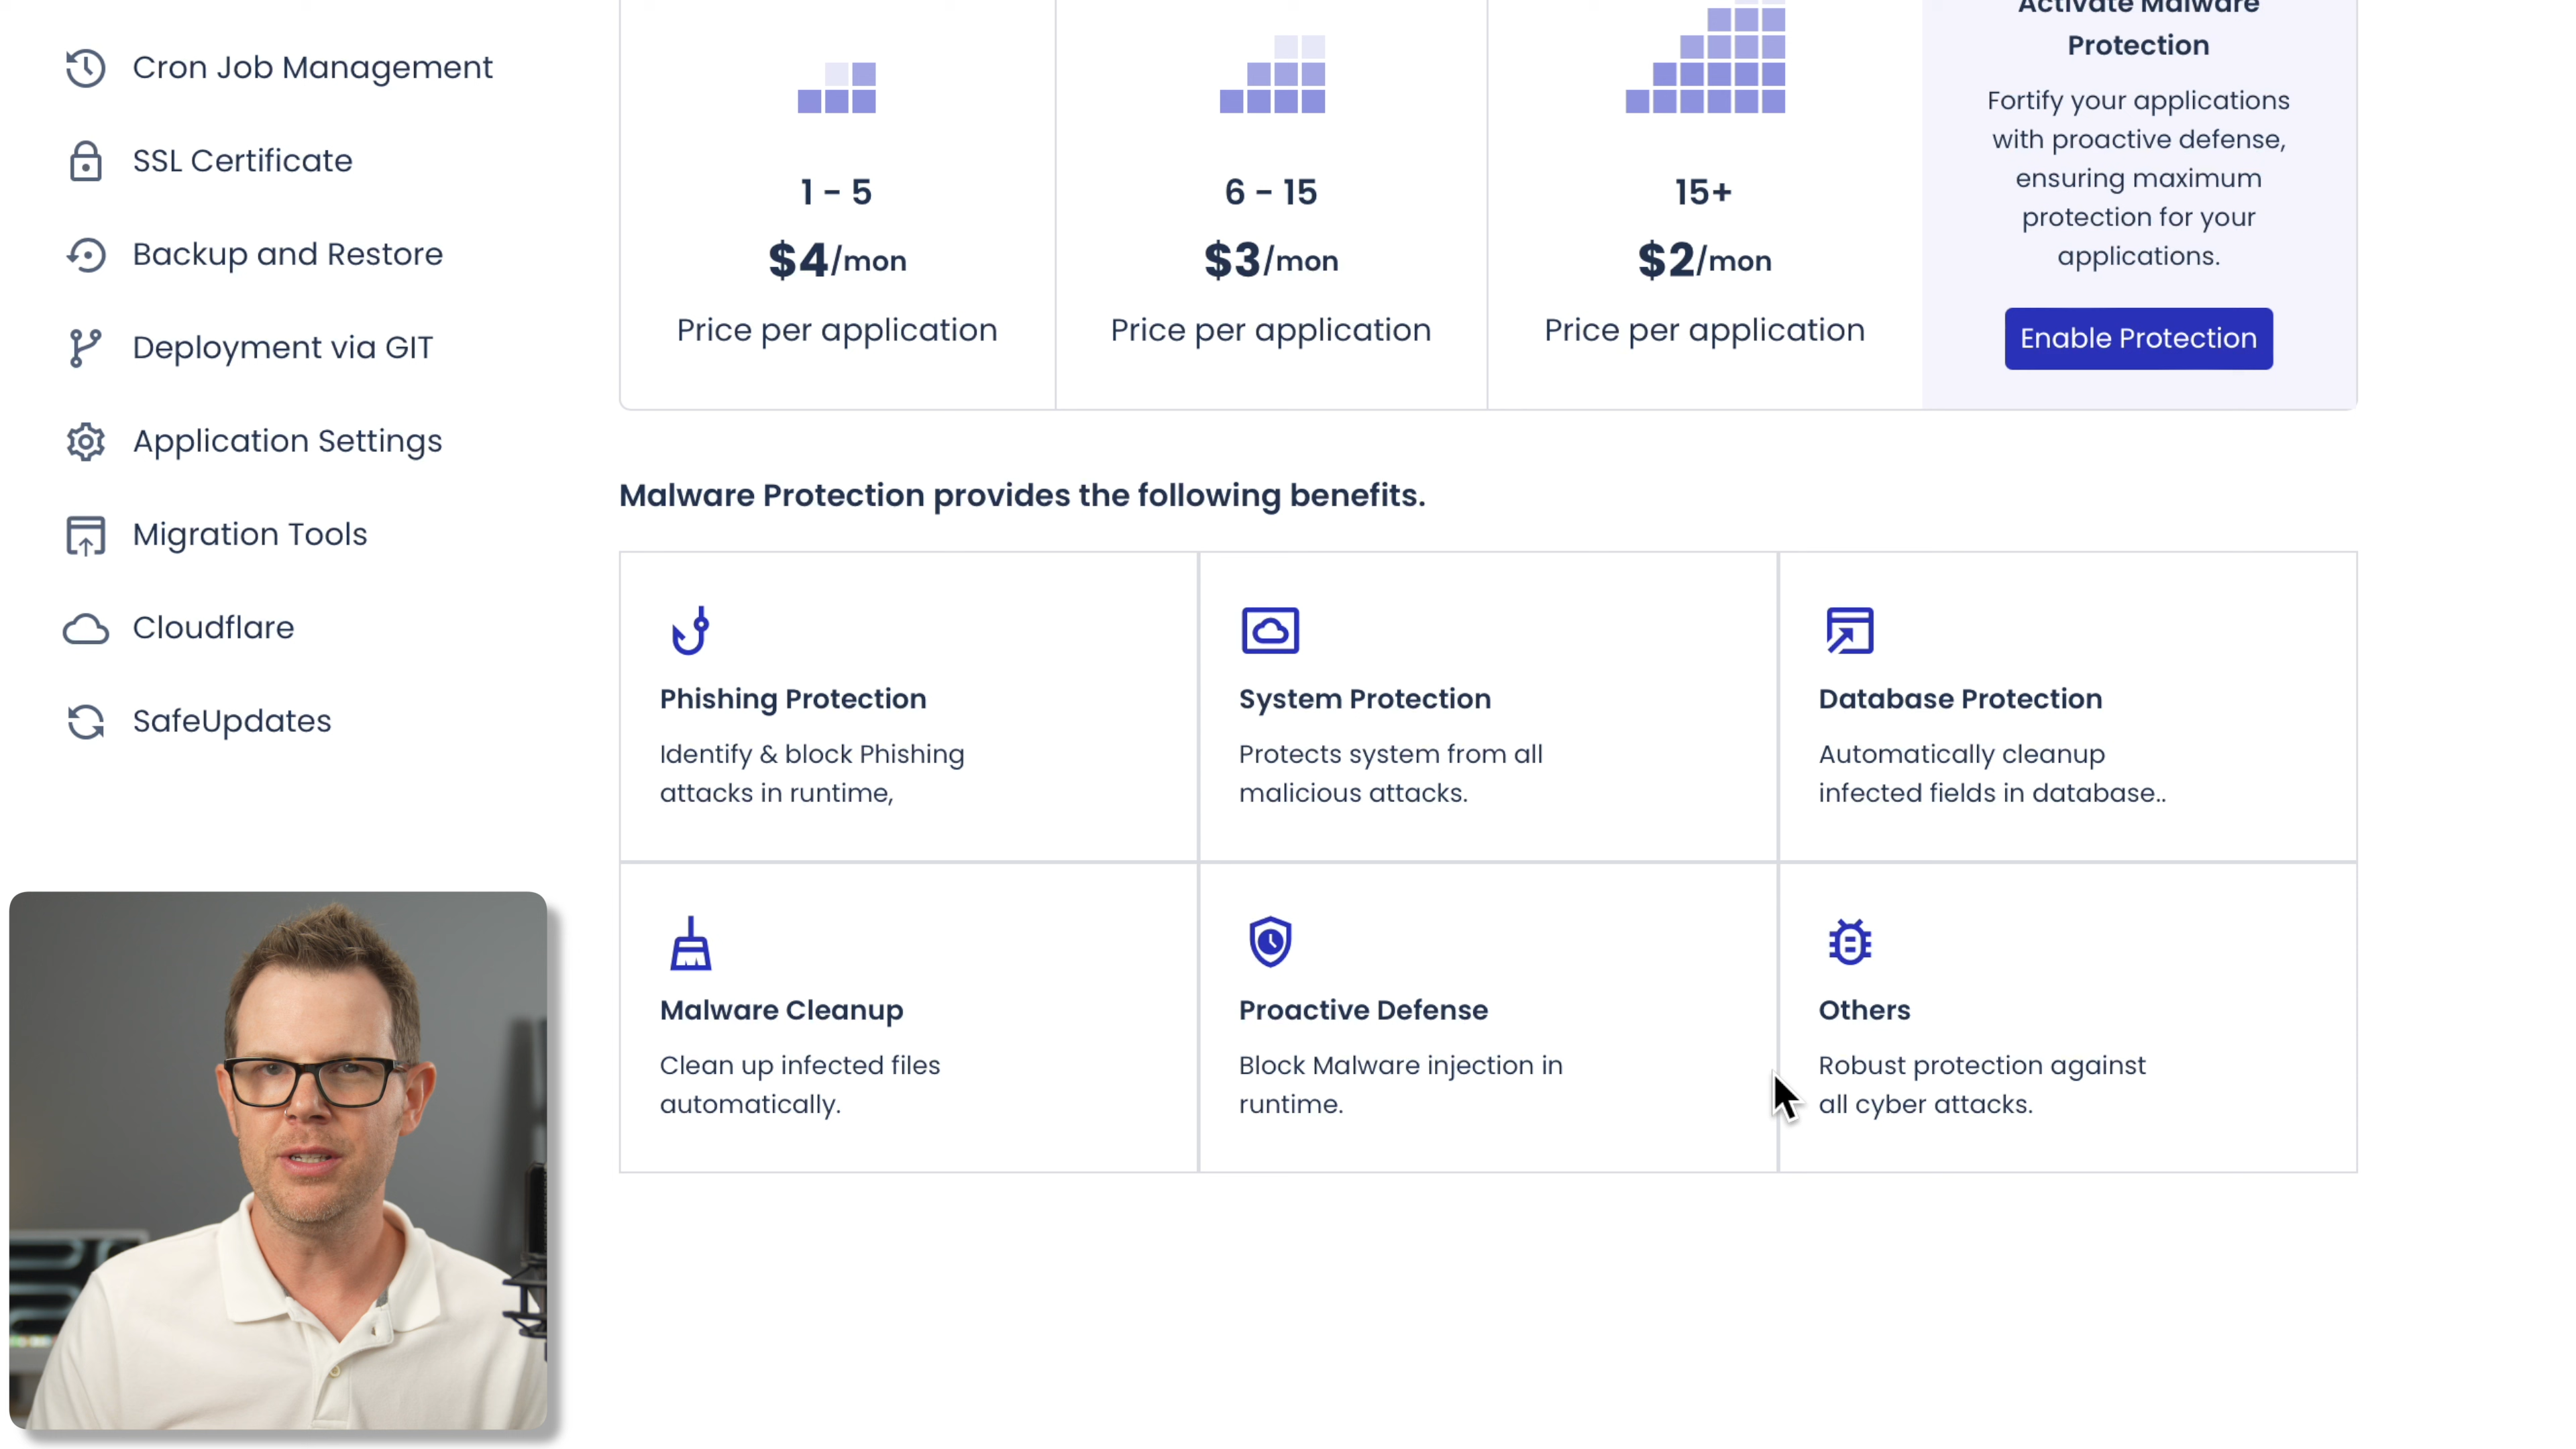 Cron Job Management
SSL Certificate
Backup and Restore
Deployment via GIT
Application Settings
Migration Tools
Cloudflare
SafeUpdates
1 - 5
$4/mon
Price per application
6 - 15
$3/mon
Price per application
15+
$2/mon
Price per application
Activate Malware
Protection
Fortify your applications
with proactive defense,
ensuring maximum
protection for your
applications.
Enable Protection
Malware Protection provides the following benefits.
Phishing Protection
Identify & block Phishing
attacks in runtime,
System Protection
Protects system from all
malicious attacks.
Database Protection
Automatically cleanup
infected fields in database..
Malware Cleanup
Clean up infected files
automatically.
Proactive Defense
Block Malware injection in
runtime.
Others
Robust protection against
all cyber attacks.